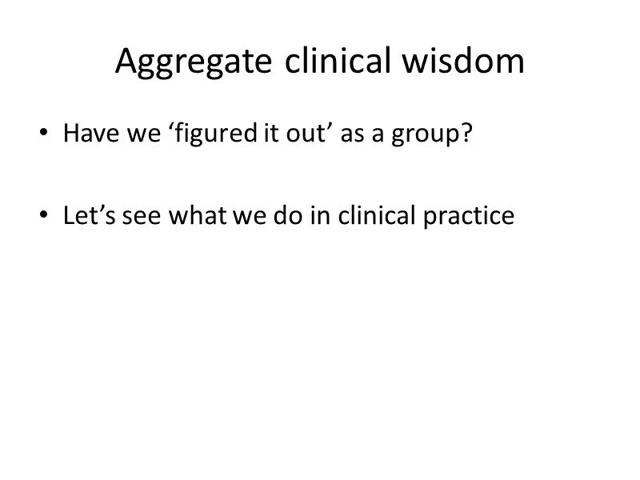 Aggregate clinical wisdom
• Have we ‘figured it out’ as a group?
• Let’s see what we do in clinical practice